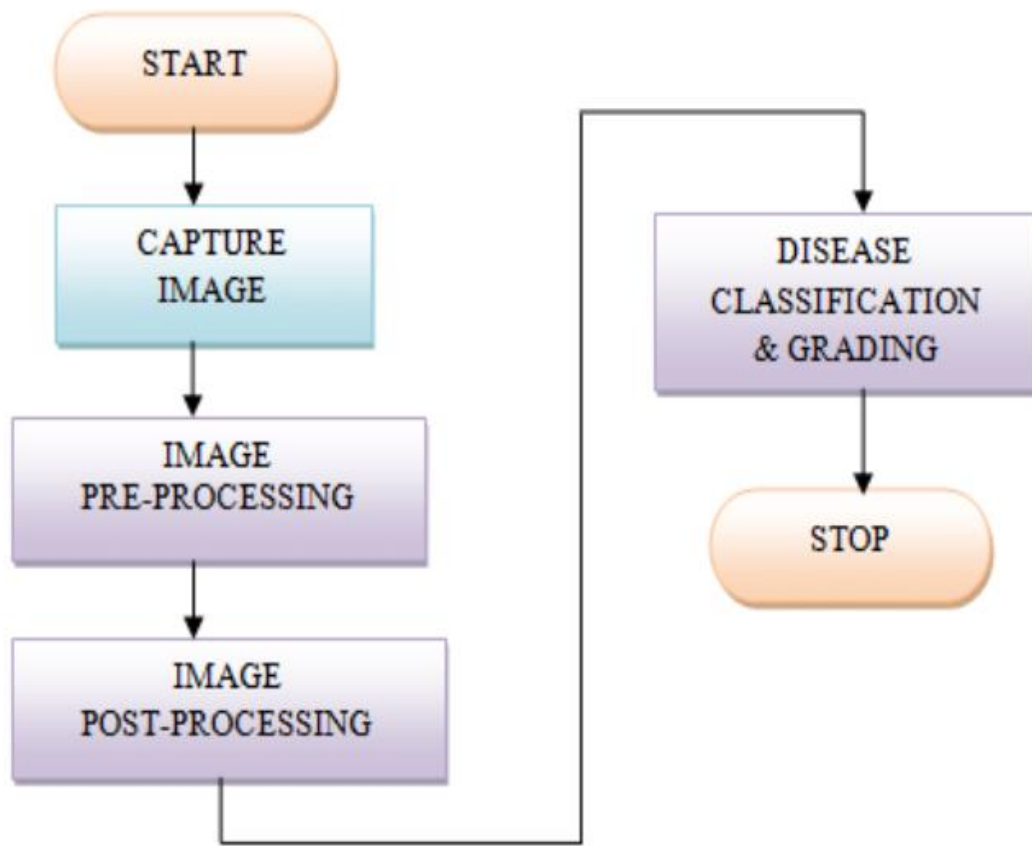 START
CAPTURE
IMAGE
IMAGE
PRE-PROCESSING
IMAGE
POST-PROCESSING
DISEASE
CLASSIFICATION
& GRADING
STOP